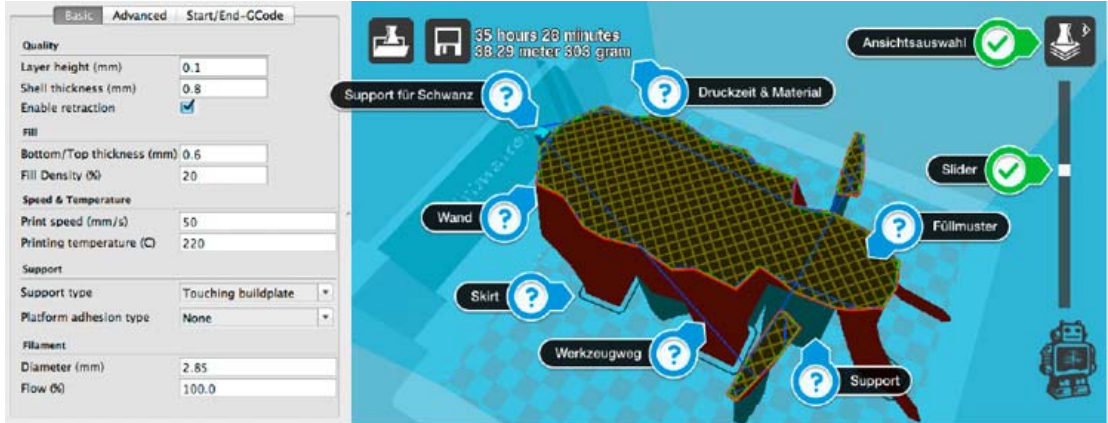 Basic Advanced Start/End-GCode
Quality
Layer height (mm) 0.1
Shell thickness (mm) 0.8
Enable retraction
Fill
Bottom/Top thickness (mm) 0.6
Fill Density (%) 20
Speed & Temperature
Print speed (mm/s) 50
Printing temperature (C) 220
Support
Support type Touching buildplate
Platform adhesion type None
Filament
Diameter (mm) 2.85
Flow (%) 100.0
35 hours 28 minutes
38.29 meter 303 gram
Ansichtsauswahl
Support für Schwanz
Druckzeit & Material
Slider
Wand
Füllmuster
Skirt
Werkzeugweg
Support